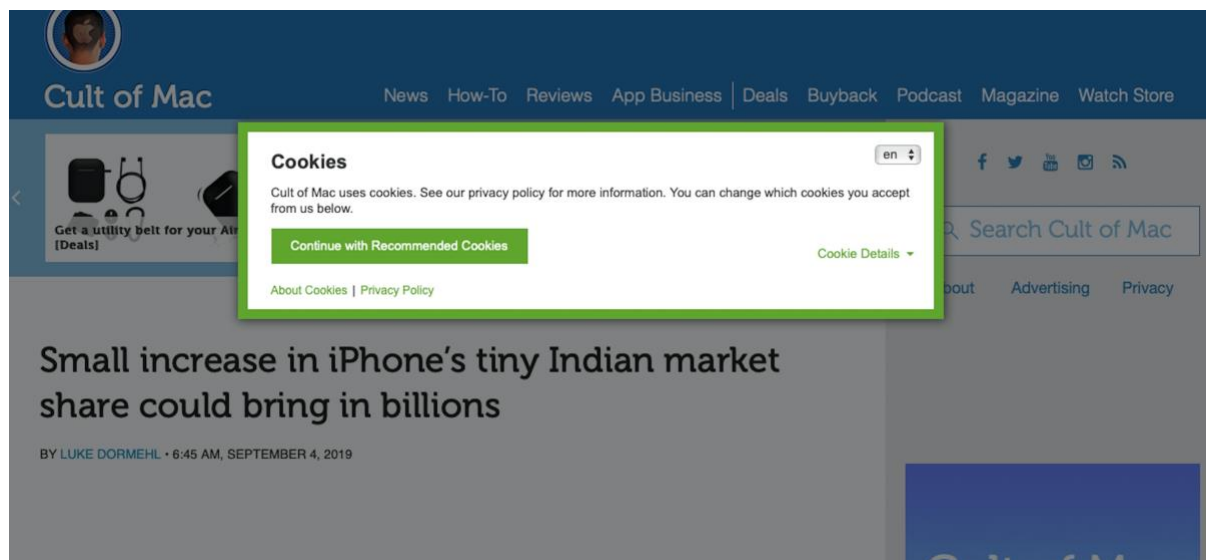 Cult of Mac
News How-To Reviews App Business | Deals Buyback Podcast Magazine Watch Store
Get a utility belt for your Air
[Deals]
Cookies
en
Cult of Mac uses cookies. See our privacy policy for more information. You can change which cookies you accept
from us below.
Continue with Recommended Cookies
Cookie Details
About Cookies | Privacy Policy
You Tube
Search Cult of Mac
bout Advertising Privacy
Small increase in iPhone’s tiny Indian market
share could bring in billions
BY LUKE DORMEHL • 6:45 AM, SEPTEMBER 4, 2019